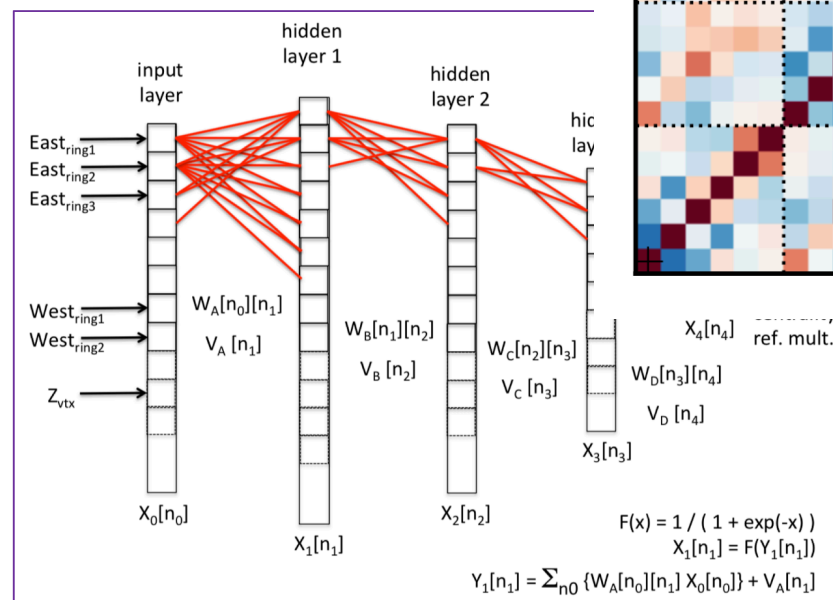 hidden
layer 1
input
layer
hidden
layer 2
East_ring1
East_ring2
East_ring3
West_ring1
West_ring2
Z_vtx
W_A[n_0][n_1]
V_A [n_1]
W_B[n_1][n_2]
V_B [n_2]
W_C[n_2][n_3]
V_C [n_3]
X_4[n_4]
ref. mult.
W_D[n_3][n_4]
V_D [n_4]
X_3[n_3]
X_0[n_0]
X_1[n_1]
X_2[n_2]
F(x) = 1 / ( 1 + exp(-x) )
X_1[n_1] = F(Y_1[n_1])
Y_1[n_1] = Σ_n0 {W_A[n_0][n_1] X_0[n_0]} + V_A[n_1]